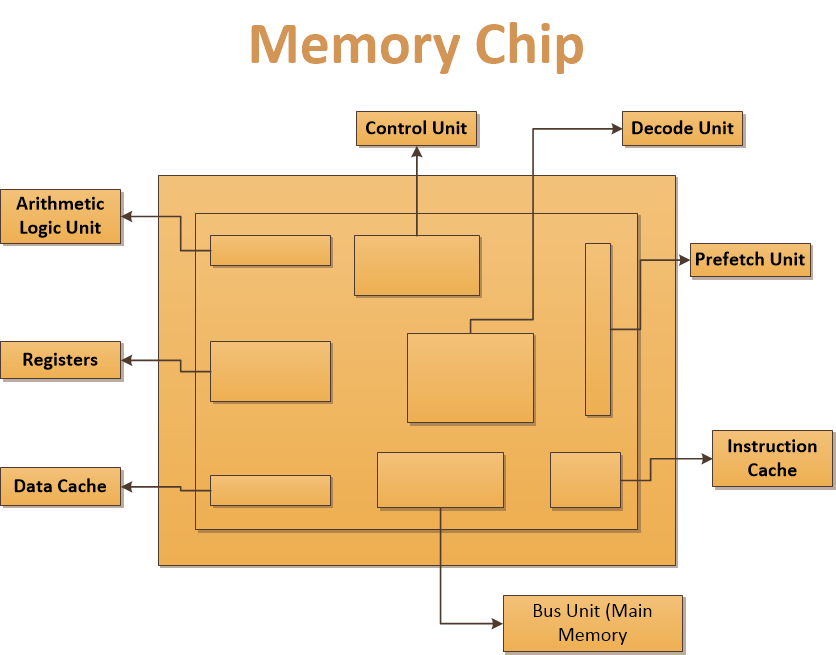 Memory Chip
Control Unit
Decode Unit
Arithmetic
Logic Unit
Prefetch Unit
Registers
Instruction
Cache
Data Cache
Bus Unit (Main
Memory